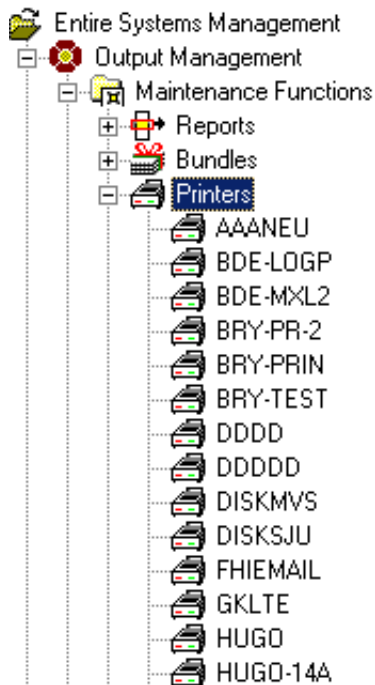 Entire Systems Management
Output Management
Maintenance Functions
Reports
Bundles
Printers
AAANEU
BDE-LOGP
BDE-MXL2
BRY-PR-2
BRY-PRIN
BRY-TEST
DDDD
DDDDD
DISKMVS
DISKSJU
FHIEMAIL
GKLTE
HUGO
HUGO-14A